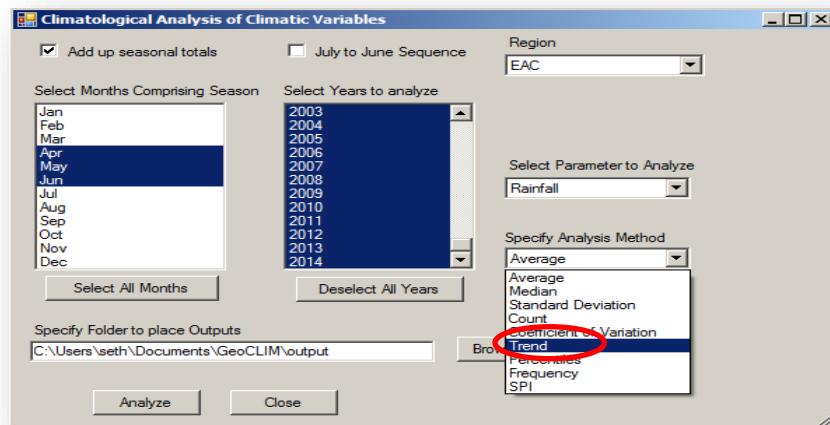 Climatological Analysis of Climatic Variables
Add up seasonal totals
July to June Sequence
Region
EAC
Select Months Comprising Season
Select Years to analyze
Jan
Feb
Mar
Apr
May
Jun
Jul
Aug
Sep
Oct
Nov
Dec
2003
2004
2005
2006
2007
2008
2009
2010
2011
2012
2013
2014
Select Parameter to Analyze
Rainfall
Specify Analysis Method
Average
Average
Median
Standard Deviation
Count
Coefficient of Variation
Trend
Percentiles
Frequency
SPI
Select All Months
Deselect All Years
Specify Folder to place Outputs
C:\Users\seth\Documents\GeoCLIM\output
Brow
Analyze
Close